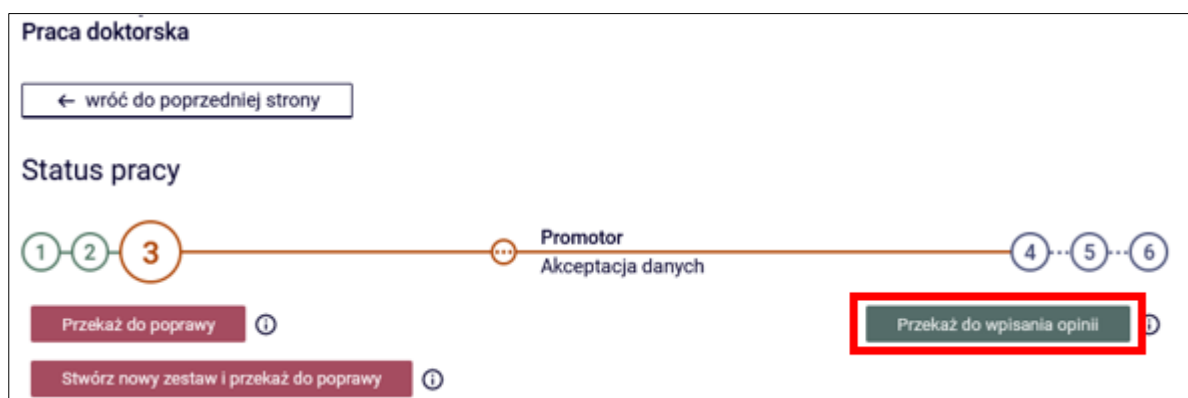 Praca doktorska
← wróć do poprzedniej strony
Status pracy
1 2 3 Promotor 4 5 6
Akceptacja danych
Przekaż do poprawy Przekaż do wpisania opinii
Stwórz nowy zestaw i przekaż do poprawy